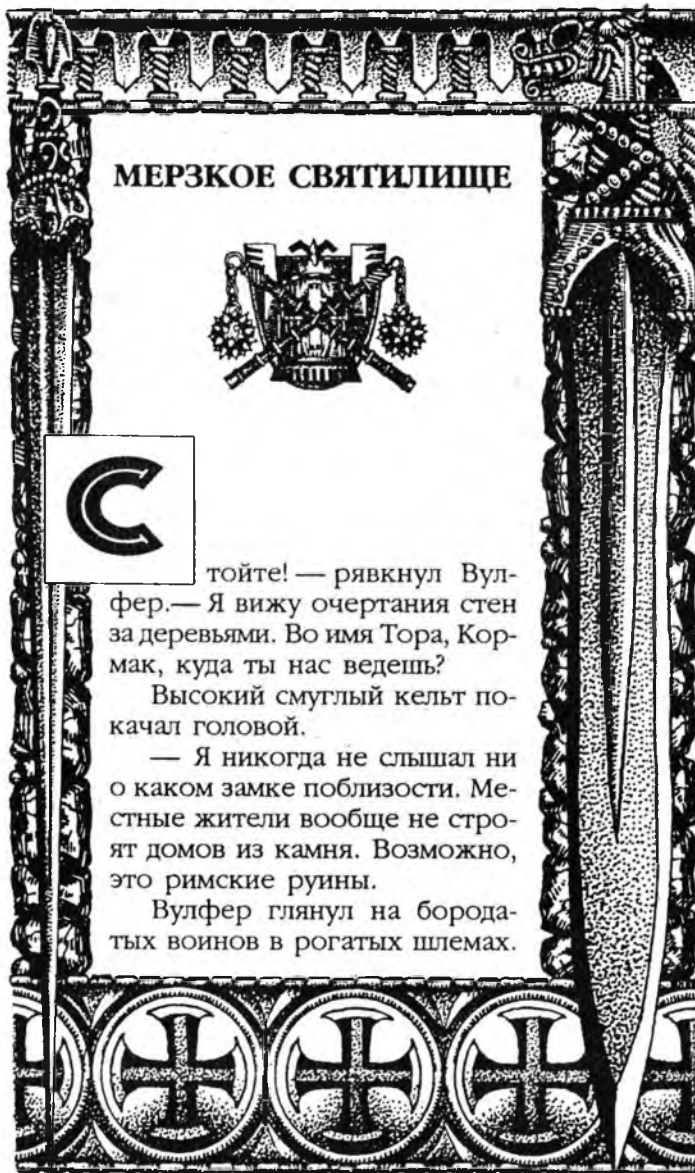 МЕРЗКОЕ СВЯТИЛИЩЕ
С
тойте! — рявкнул Вул-
фер.— Я вижу очертания стен
за деревьями. Во имя Тора, Кор-
мак, куда ты нас ведешь?
Высокий смуглый кельт по-
качал головой.
— Я никогда не слышал ни
о каком замке поблизости. Ме-
стные жители вообще не стро-
ят домов из камня. Возможно,
это римские руины.
Вулфер глянул на борода-
тых воинов в рогатых шлемах.